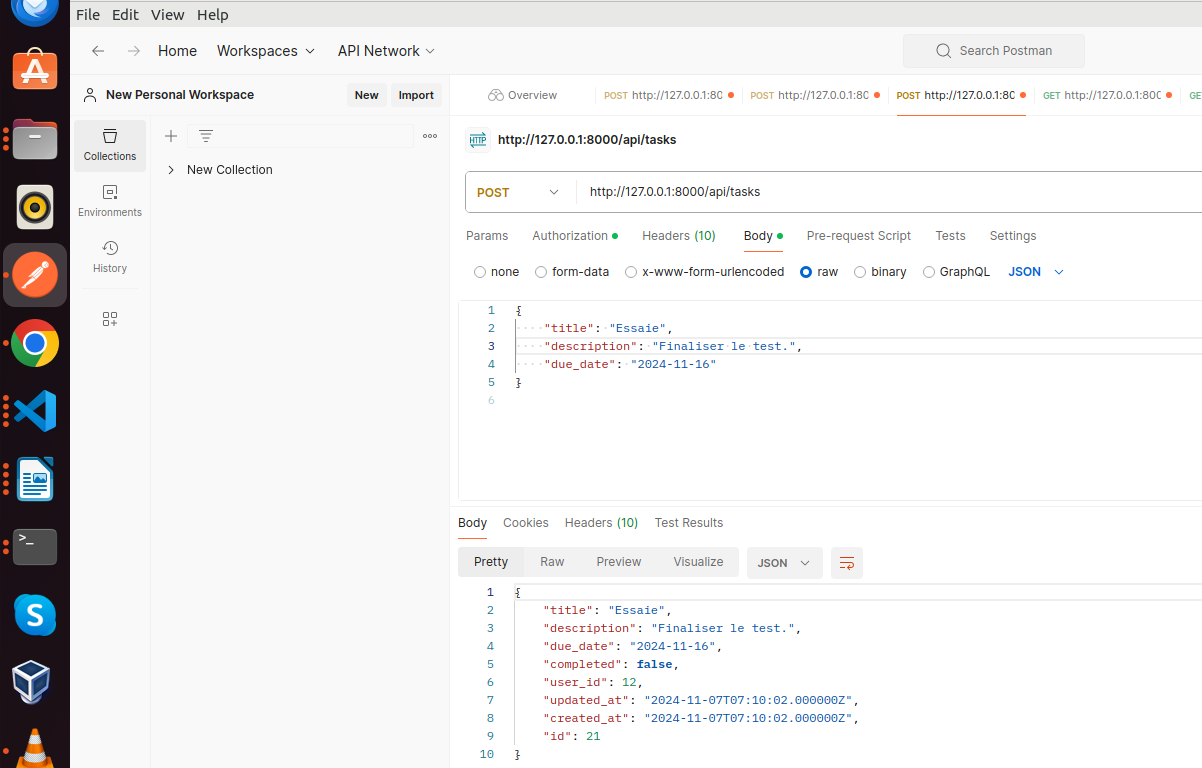 File Edit View Help
Home Workspaces API Network Search Postman
New Personal Workspace New Import
Overview POST http://127.0.0.1:80 POST http://127.0.0.1:80 POST http://127.0.0.1:80 GET http://127.0.0.1:800 GE
Collections
Environments
History
New Collection
HTTP http://127.0.0.1:8000/api/tasks
POST http://127.0.0.1:8000/api/tasks
Params Authorization Headers (10) Body Pre-request Script Tests Settings
none form-data x-www-form-urlencoded raw binary GraphQL JSON
1 {
2 "title": "Essaie",
3 "description": "Finaliser le test.",
4 "due_date": "2024-11-16"
5 }
6
Body Cookies Headers (10) Test Results
Pretty Raw Preview Visualize JSON
1 {
2 "title": "Essaie",
3 "description": "Finaliser le test.",
4 "due_date": "2024-11-16",
5 "completed": false,
6 "user_id": 12,
7 "updated_at": "2024-11-07T07:10:02.000000Z",
8 "created_at": "2024-11-07T07:10:02.000000Z",
9 "id": 21
10 }